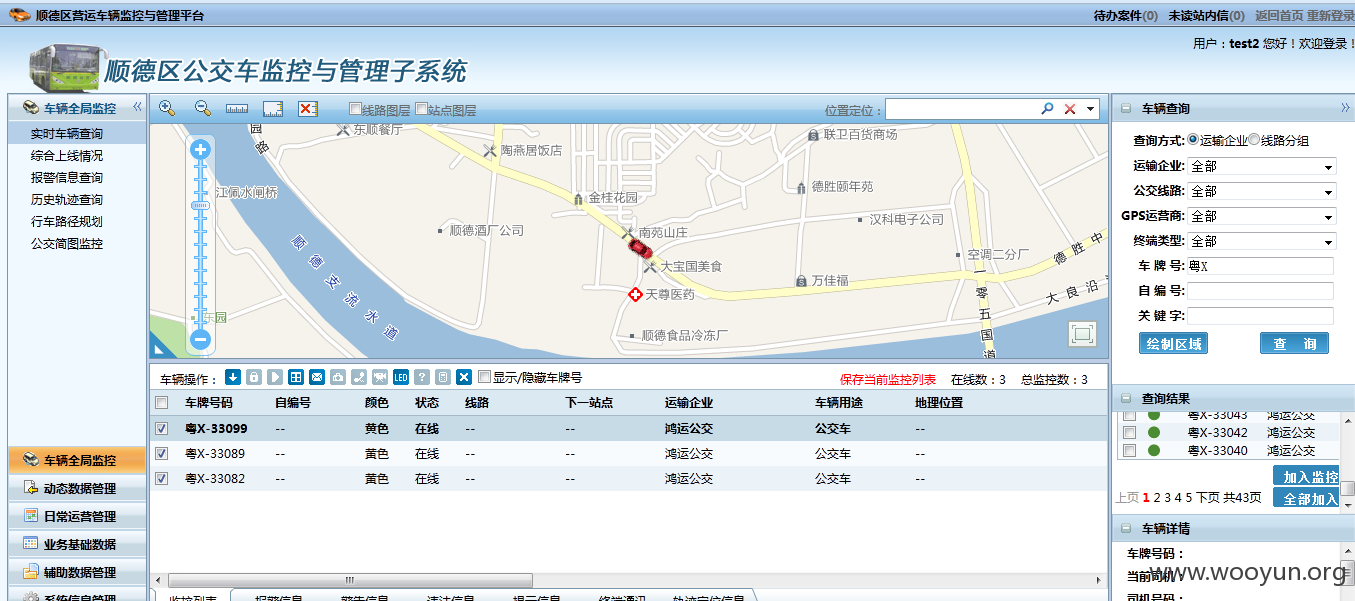 顺德区营运车辆监控与管理平台
待办案件(0) 未读站内信(0) 返回首页 重新登录
用户：test2 您好！欢迎登录！
顺德区公交车监控与管理子系统
车辆全局监控
实时车辆查询
综合上线情况
报警信息查询
历史轨迹查询
行车路径规划
公交简图监控
车辆全局监控
动态数据管理
日常运营管理
业务基础数据
辅助数据管理
系统信息管理
线路图层 站点图层
位置定位：
东顺餐厅
陶燕居饭店
联卫百货商场
江佩水闸桥
金桂花园
德胜颐年苑
顺德酒厂公司
南苑山庄
汉科电子公司
大宝国美食
空调二分厂
德胜中
顺德支流水道
天尊医药
万佳福
大良沿
一零五国道
顺德食品冷冻厂
东园
车辆操作：
LED
显示/隐藏车牌号
保存当前监控列表 在线数：3 总监控数：3
车牌号码 自编号 颜色 状态 线路 下一站点 运输企业 车辆用途 地理位置
粤X-33099 -- 黄色 在线 -- -- 鸿运公交 公交车 --
粤X-33089 -- 黄色 在线 -- -- 鸿运公交 公交车 --
粤X-33082 -- 黄色 在线 -- -- 鸿运公交 公交车 --
监控列表 报警信息 警告信息 违法信息 提示信息 终端通讯 轨迹定位信息
车辆查询
查询方式: 运输企业 线路分组
运输企业: 全部
公交线路: 全部
GPS运营商: 全部
终端类型: 全部
车 牌 号: 粤X
自 编 号:
关 键 字:
绘制区域 查 询
查询结果
粤X-33043 鸿运公交
粤X-33042 鸿运公交
粤X-33040 鸿运公交
加入监控
上页 1 2 3 4 5 下页 共43页
全部加入
车辆详情
车牌号码：
当前司机：
司机号码：
www.wooyun.org